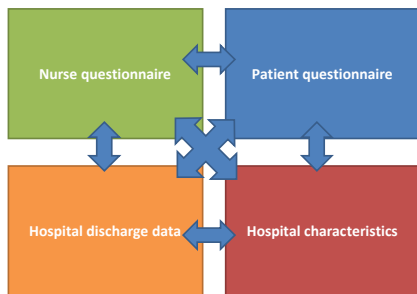 Nurse questionnaire
Patient questionnaire
Hospital discharge data
Hospital characteristics